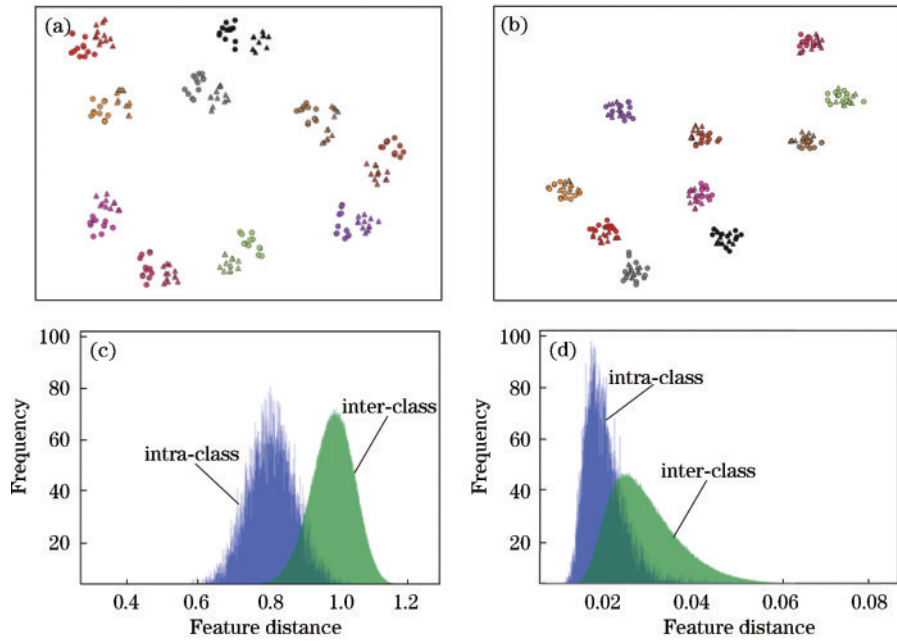 (a)
(b)
(c)
100
80
60
40
20
Frequency
intra-class
inter-class
0.4
0.6
0.8
1.0
1.2
Feature distance
(d)
100
80
60
40
20
Frequency
intra-class
inter-class
0.02
0.04
0.06
0.08
Feature distance